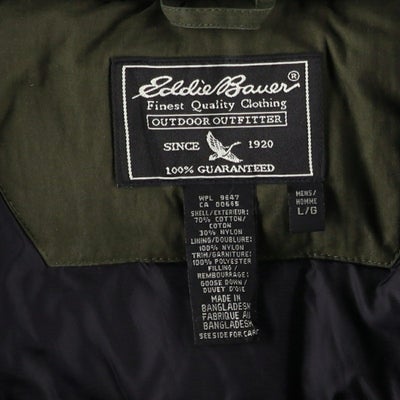 Eddie Bauer®
Finest Quality Clothing
OUTDOOR OUTFITTER
SINCE 1920
100% GUARANTEED
WPL 9647
CA 00665
SHELL/EXTERIEUR:
70% COTTON/
COTON
30% NYLON
LINING/DOUBLURE:
100% NYLON
TRIM/GARNITURE:
100% POLYESTER
FILLING/
REMBOURRAGE:
GOOSE DOWN/
DUVET D'OIE
MADE IN
BANGLADESH
FABRIQUE AU
BANGLADESH
SEE SIDE FOR CARE
MENS/
HOMME
L/G